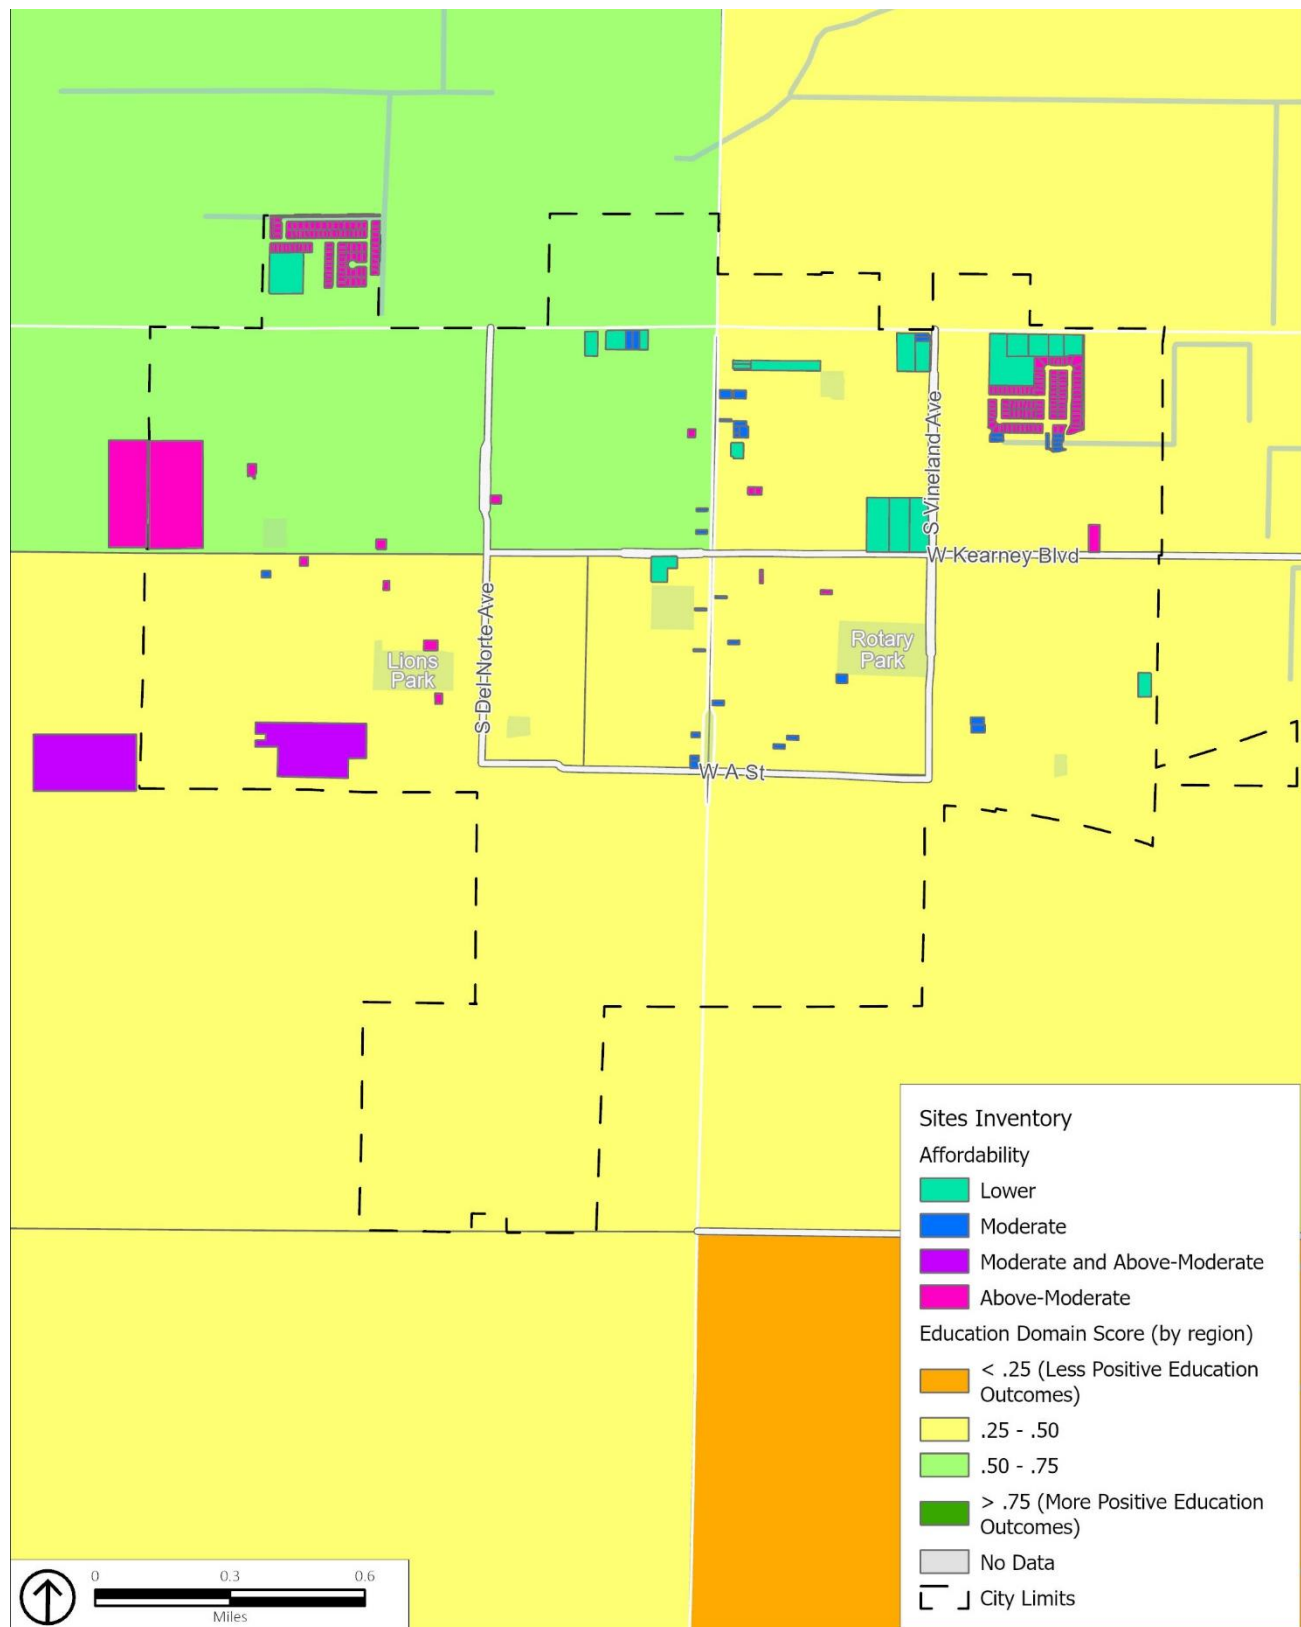 S Vineland Ave
W Kearney Blvd
S Del Norte Ave
Lions
Park
Rotary
Park
W A St
Sites Inventory
Affordability
Lower
Moderate
Moderate and Above-Moderate
Above-Moderate
Education Domain Score (by region)
< .25 (Less Positive Education
Outcomes)
.25 - .50
.50 - .75
> .75 (More Positive Education
Outcomes)
No Data
City Limits
0 0.3 0.6
Miles